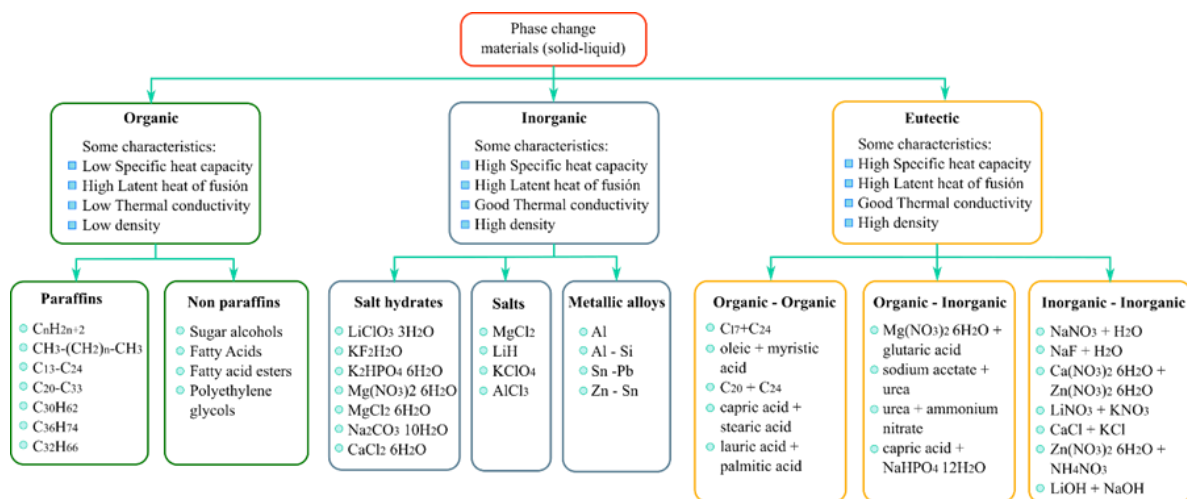 Phase change
materials (solid-liquid)
Organic
Some characteristics:
Low Specific heat capacity
High Latent heat of fusión
Low Thermal conductivity
Low density
Inorganic
Some characteristics:
High Specific heat capacity
High Latent heat of fusión
Good Thermal conductivity
High density
Eutectic
Some characteristics:
High Specific heat capacity
High Latent heat of fusión
Good Thermal conductivity
High density
Paraffins
CnH2n+2
CH3-(CH2)n-CH3
C13-C24
C20-C33
C30H62
C36H74
C32H66
Non paraffins
Sugar alcohols
Fatty Acids
Fatty acid esters
Polyethylene
glycols
Salt hydrates
LiClO3 3H2O
KF2H2O
K2HPO4 6H2O
Mg(NO3)2 6H2O
MgCl2 6H2O
Na2CO3 10H2O
CaCl2 6H2O
Salts
MgCl2
LiH
KClO4
AlCl3
Metallic alloys
Al
Al - Si
Sn -Pb
Zn - Sn
Organic - Organic
C17+C24
oleic + myristic
acid
C20 + C24
capric acid +
stearic acid
lauric acid +
palmitic acid
Organic - Inorganic
Mg(NO3)2 6H2O +
glutaric acid
sodium acetate +
urea
urea + ammonium
nitrate
capric acid +
NaHPO4 12H2O
Inorganic - Inorganic
NaNO3 + H2O
NaF + H2O
Ca(NO3)2 6H2O +
Zn(NO3)2 6H2O
LiNO3 + KNO3
CaCl + KCl
Zn(NO3)2 6H2O +
NH4NO3
LiOH + NaOH